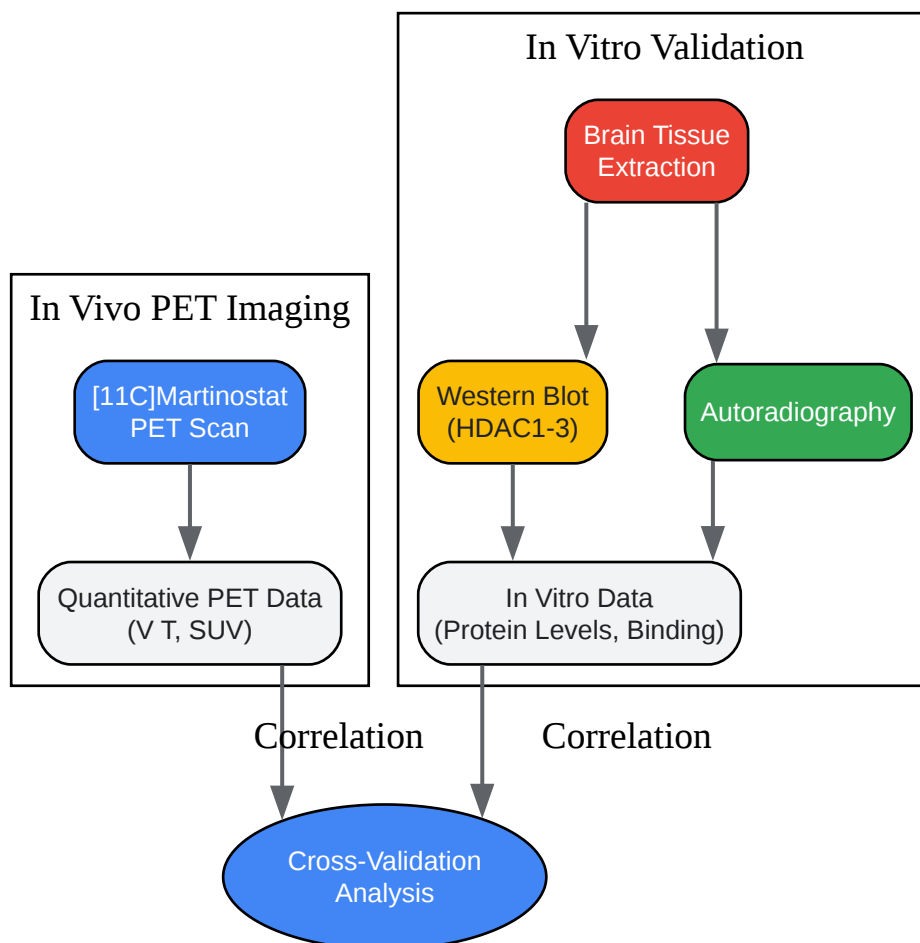 In Vitro Validation
Brain Tissue
Extraction
In Vivo PET Imaging
[11C]Martinostat
PET Scan
Western Blot
(HDAC1-3)
Autoradiography
Quantitative PET Data
(V T, SUV)
In Vitro Data
(Protein Levels, Binding)
Correlation
Correlation
Cross-Validation
Analysis